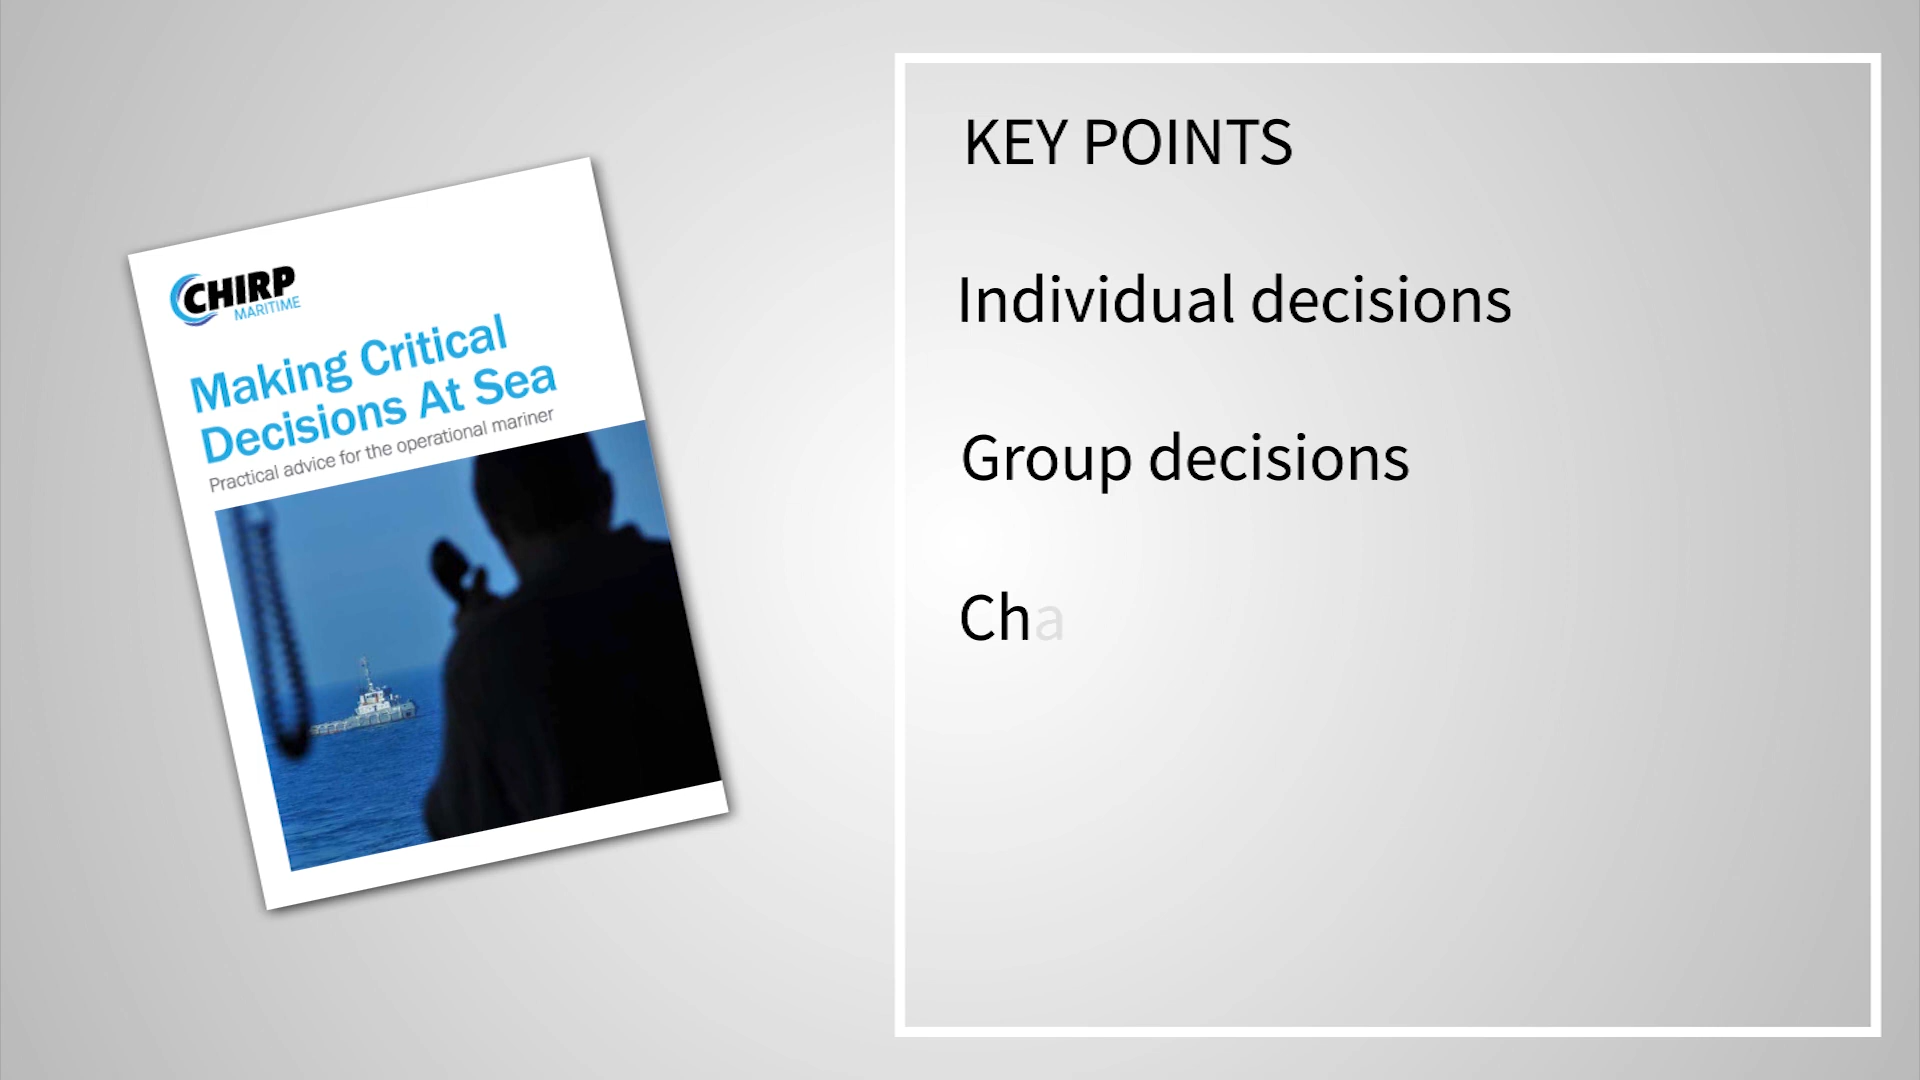 CHIRP
MARITIME
Making Critical
Decisions At Sea
Practical advice for the operational mariner
KEY POINTS
Individual decisions
Group decisions
Cha